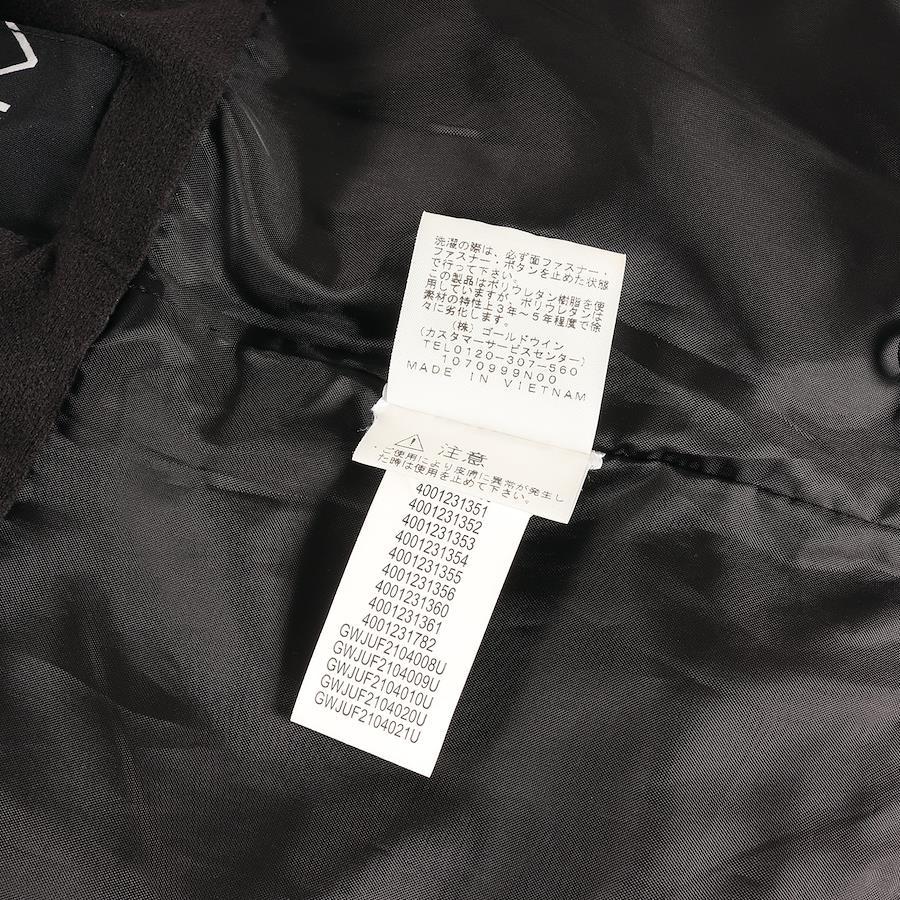 洗濯の際は、必ず面ファスナー、
ファスナー、ボタンを止めた状態
で行って下さい。
この製品はポリウレタン樹脂を使
用していますが、ポリウレタンは
素材の特性上3年～5年程度で徐
々に劣化します。
(株)ゴールドウイン
(カスタマーサービスセンター)
TEL0120-307-560
1070999N00
MADE IN VIETNAM
注意
・ご使用により皮膚に異常が発生し
た時は使用を止めて下さい。
4001231351
4001231352
4001231353
4001231354
4001231355
4001231356
4001231360
4001231361
4001231782
GWJUF2104008U
GWJUF2104009U
GWJUF2104010U
GWJUF2104020U
GWJUF2104021U